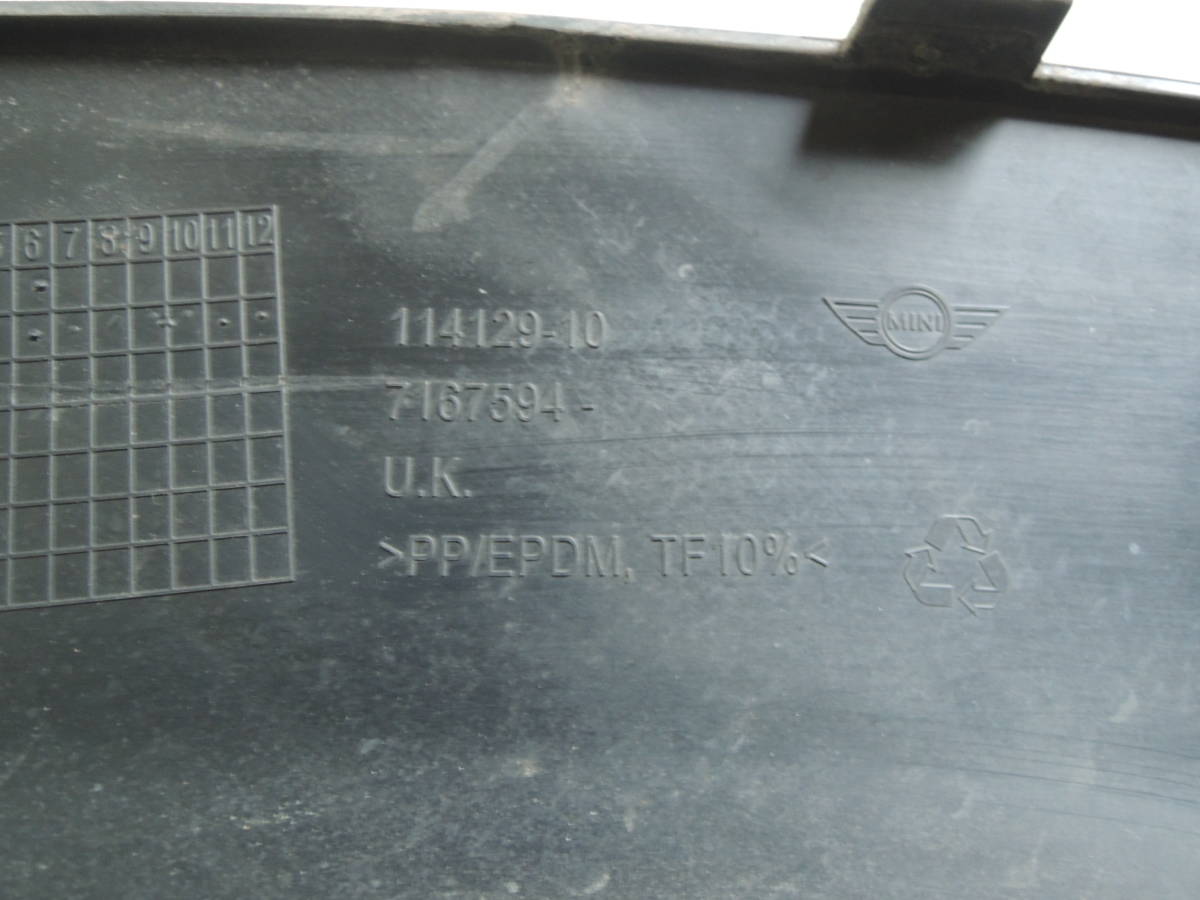 6 7 8 9 10 11 12
114129-10
MINI
7167594 -
U.K.
>PP/EPDM, TF10%<